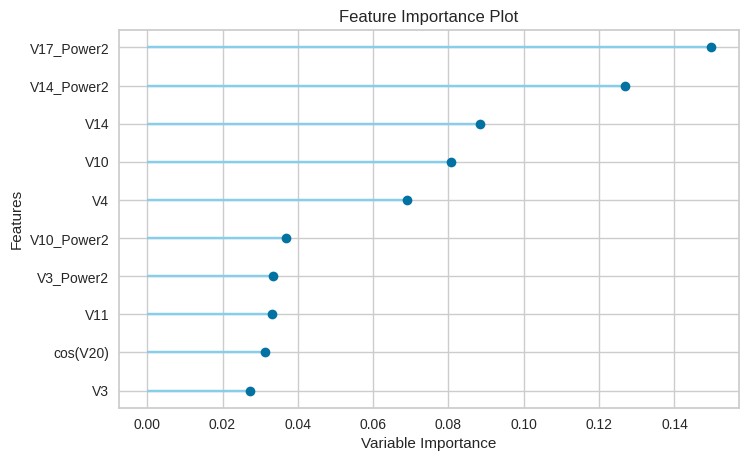 Feature Importance Plot
Features
V17_Power2
V14_Power2
V14
V10
V4
V10_Power2
V3_Power2
V11
cos(V20)
V3
0.00 0.02 0.04 0.06 0.08 0.10 0.12 0.14
Variable Importance